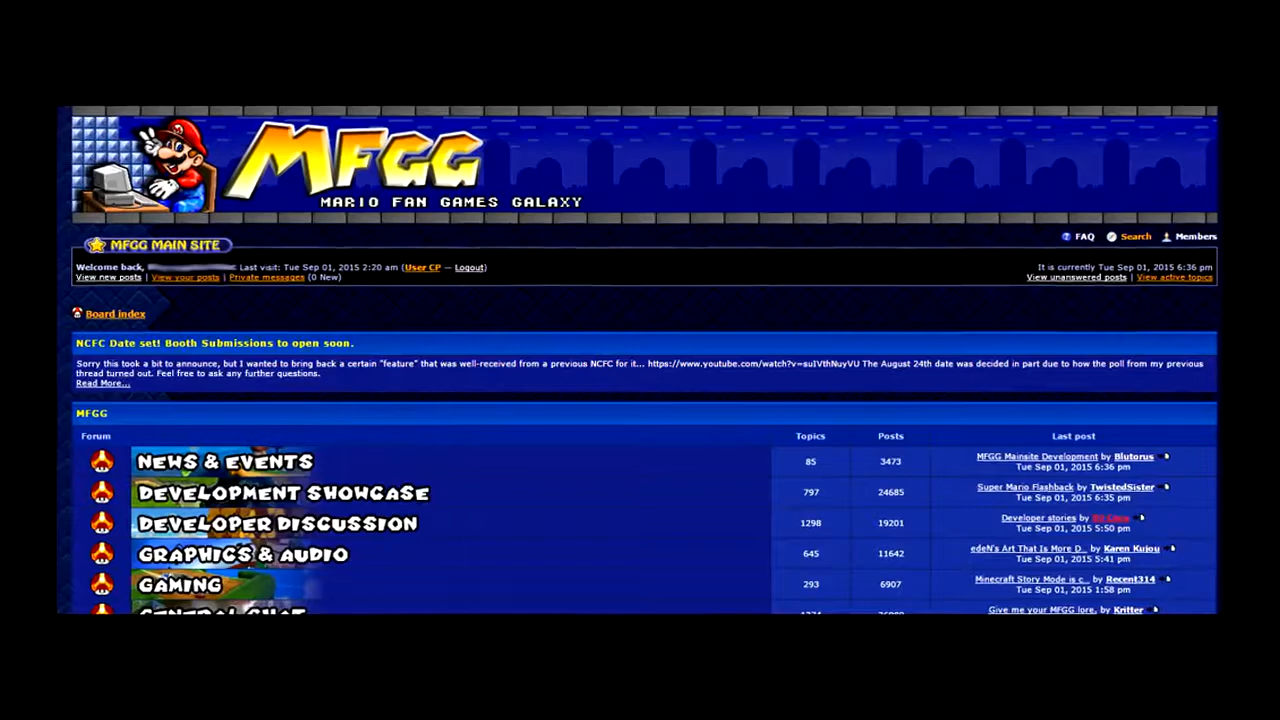 MFGG
MARIO FAN GAMES GALAXY
FAQ Search Members
MFGG MAIN SITE
Welcome back, Last visit: Tue Sep 01, 2015 2:20 am (User CP — Logout)
It is currently Tue Sep 01, 2015 6:36 pm
View new posts | View your posts | Private messages (0 New)
View unanswered posts | View active topics
Board index
NCFC Date set! Booth Submissions to open soon.
Sorry this took a bit to announce, but I wanted to bring back a certain "feature" that was well-received from a previous NCFC for it... https://www.youtube.com/watch?v=su1VthNuyVU The August 24th date was decided in part due to how the poll from my previous
thread turned out. Feel free to ask any further questions.
Read More...
MFGG
Forum Topics Posts Last post
NEWS & EVENTS 85 3473 MFGG Mainsite Development by Blutorus
Tue Sep 01, 2015 6:36 pm
DEVELOPMENT SHOWCASE 797 24685 Super Mario Flashback by TwistedSister
Tue Sep 01, 2015 6:35 pm
DEVELOPER DISCUSSION 1298 19201 Developer stories by
Tue Sep 01, 2015 5:50 pm
GRAPHICS & AUDIO 645 11642 edeN's Art That Is More D... by Karen Kujou
Tue Sep 01, 2015 5:41 pm
GAMING 293 6907 Minecraft Story Mode is c... by Recent314
Tue Sep 01, 2015 1:58 pm
GENERAL CHAT Give me your MFGG lore, by Kritter